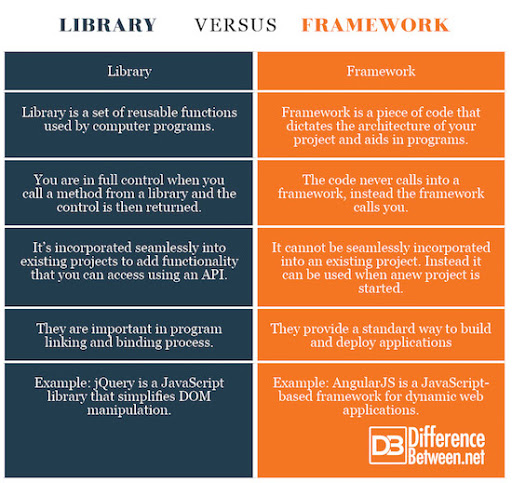 LIBRARY VERSUS FRAMEWORK
Library
Framework
Library is a set of reusable functions
used by computer programs.
Framework is a piece of code that
dictates the architecture of your
project and aids in programs.
You are in full control when you
call a method from a library and the
control is then returned.
The code never calls into a
framework, instead the framework
calls you.
It's incorporated seamlessly into
existing projects to add functionality
that you can access using an API.
It cannot be seamlessly incorporated
into an existing project. Instead it
can be used when anew project is
started.
They are important in program
linking and binding process.
They provide a standard way to build
and deploy applications
Example: jQuery is a JavaScript
library that simplifies DOM
manipulation.
Example: AngularJS is a JavaScript-
based framework for dynamic web
applications.
DB Difference
Between.net